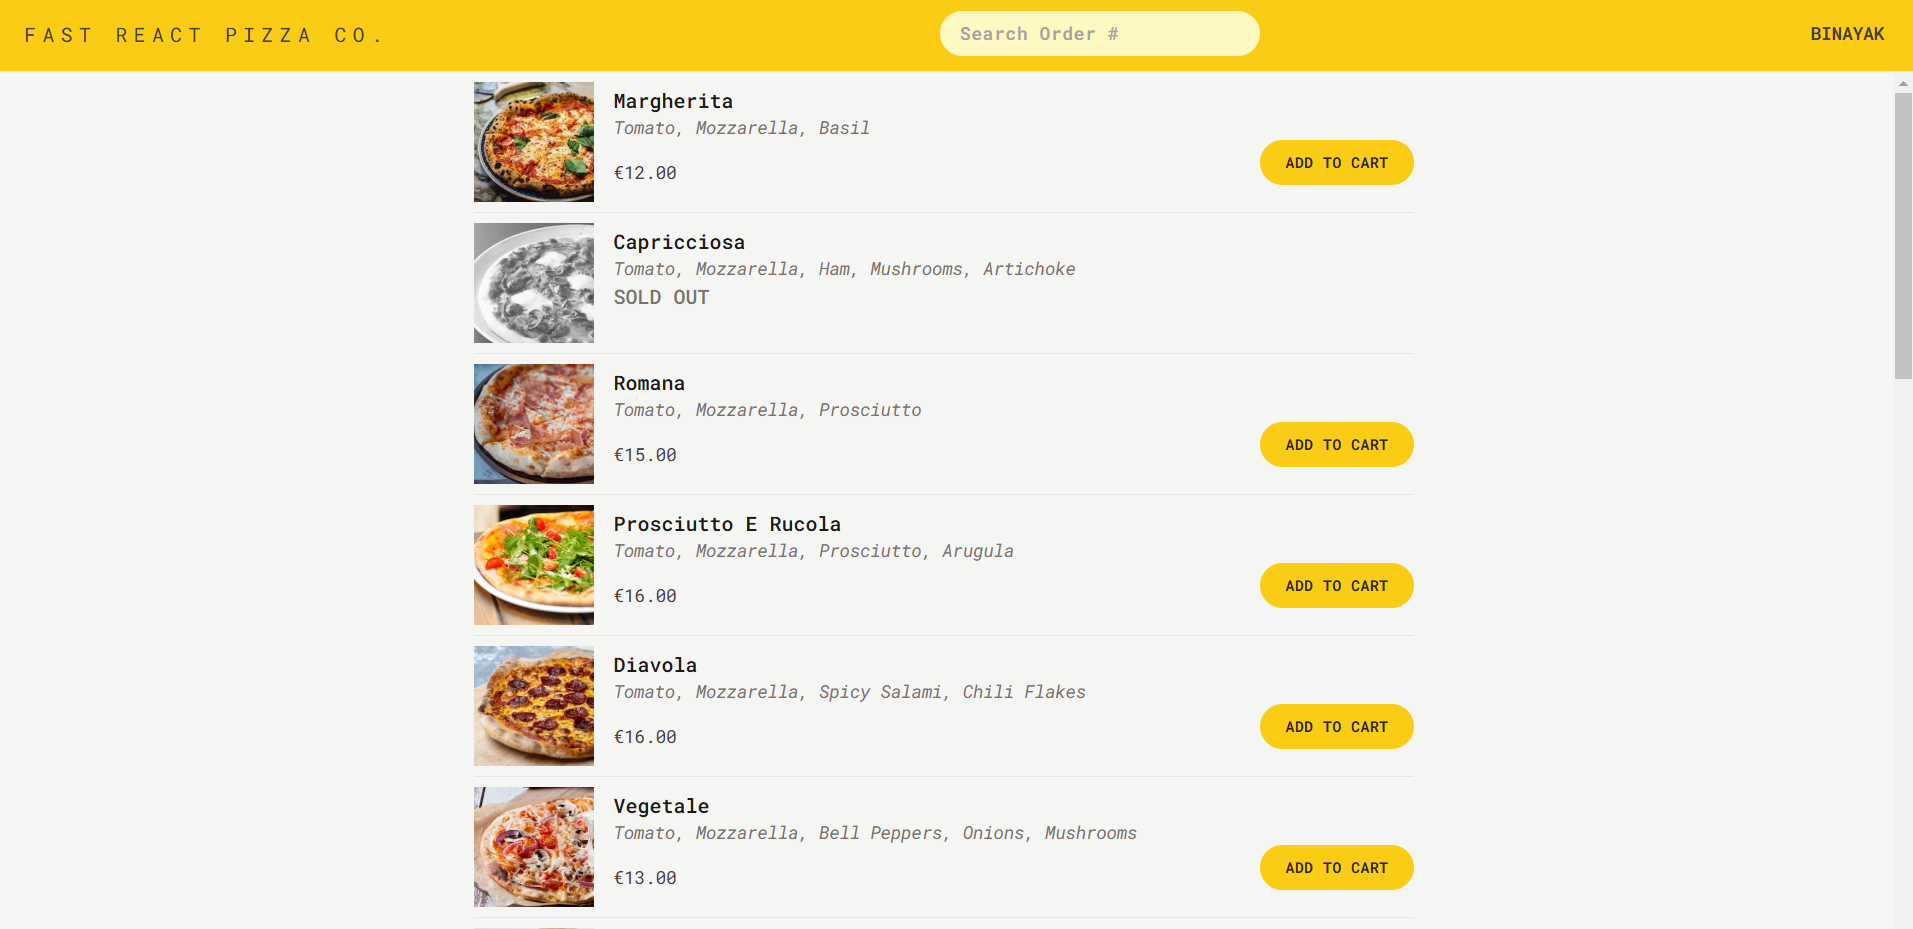 FAST REACT PIZZA CO.
Search Order #
BINAYAK
Margherita
Tomato, Mozzarella, Basil
€12.00
ADD TO CART
Capricciosa
Tomato, Mozzarella, Ham, Mushrooms, Artichoke
SOLD OUT
Romana
Tomato, Mozzarella, Prosciutto
€15.00
ADD TO CART
Prosciutto E Rucola
Tomato, Mozzarella, Prosciutto, Arugula
€16.00
ADD TO CART
Diavola
Tomato, Mozzarella, Spicy Salami, Chili Flakes
€16.00
ADD TO CART
Vegetale
Tomato, Mozzarella, Bell Peppers, Onions, Mushrooms
€13.00
ADD TO CART